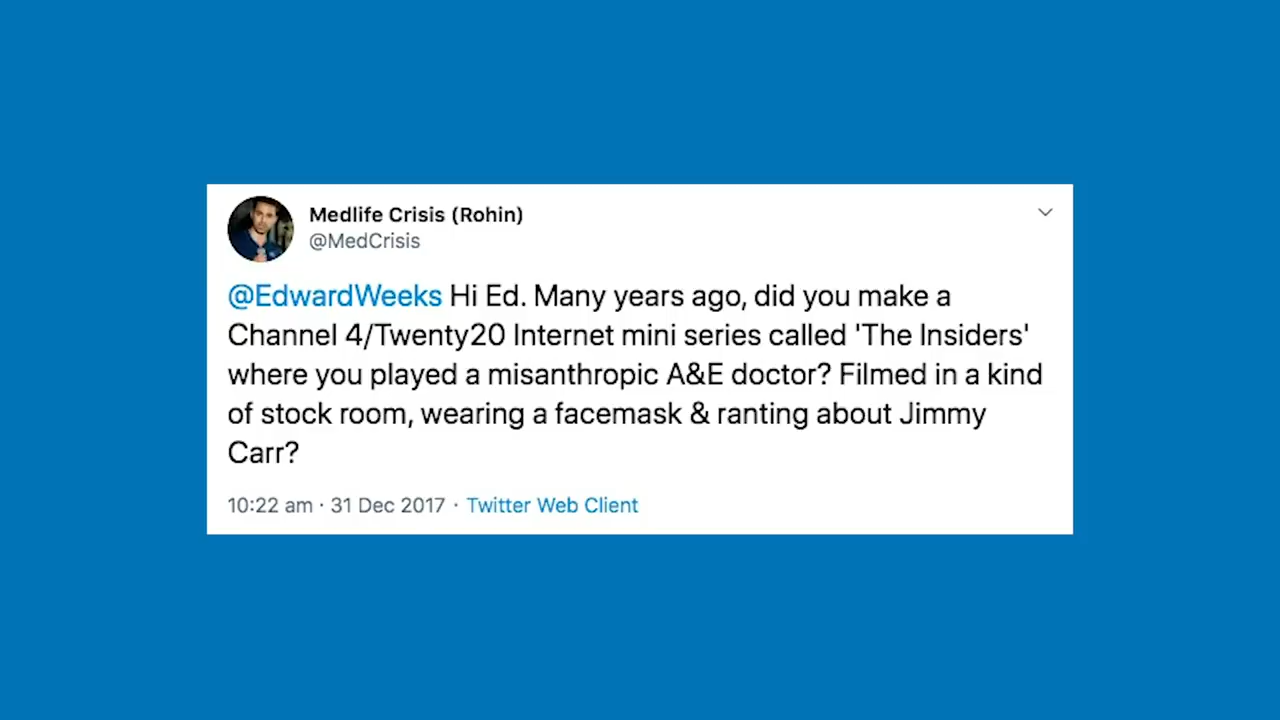 Medlife Crisis (Rohin)
@MedCrisis
@EdwardWeeks Hi Ed. Many years ago, did you make a
Channel 4/Twenty20 Internet mini series called 'The Insiders'
where you played a misanthropic A&E doctor? Filmed in a kind
of stock room, wearing a facemask & ranting about Jimmy
Carr?
10:22 am · 31 Dec 2017 · Twitter Web Client